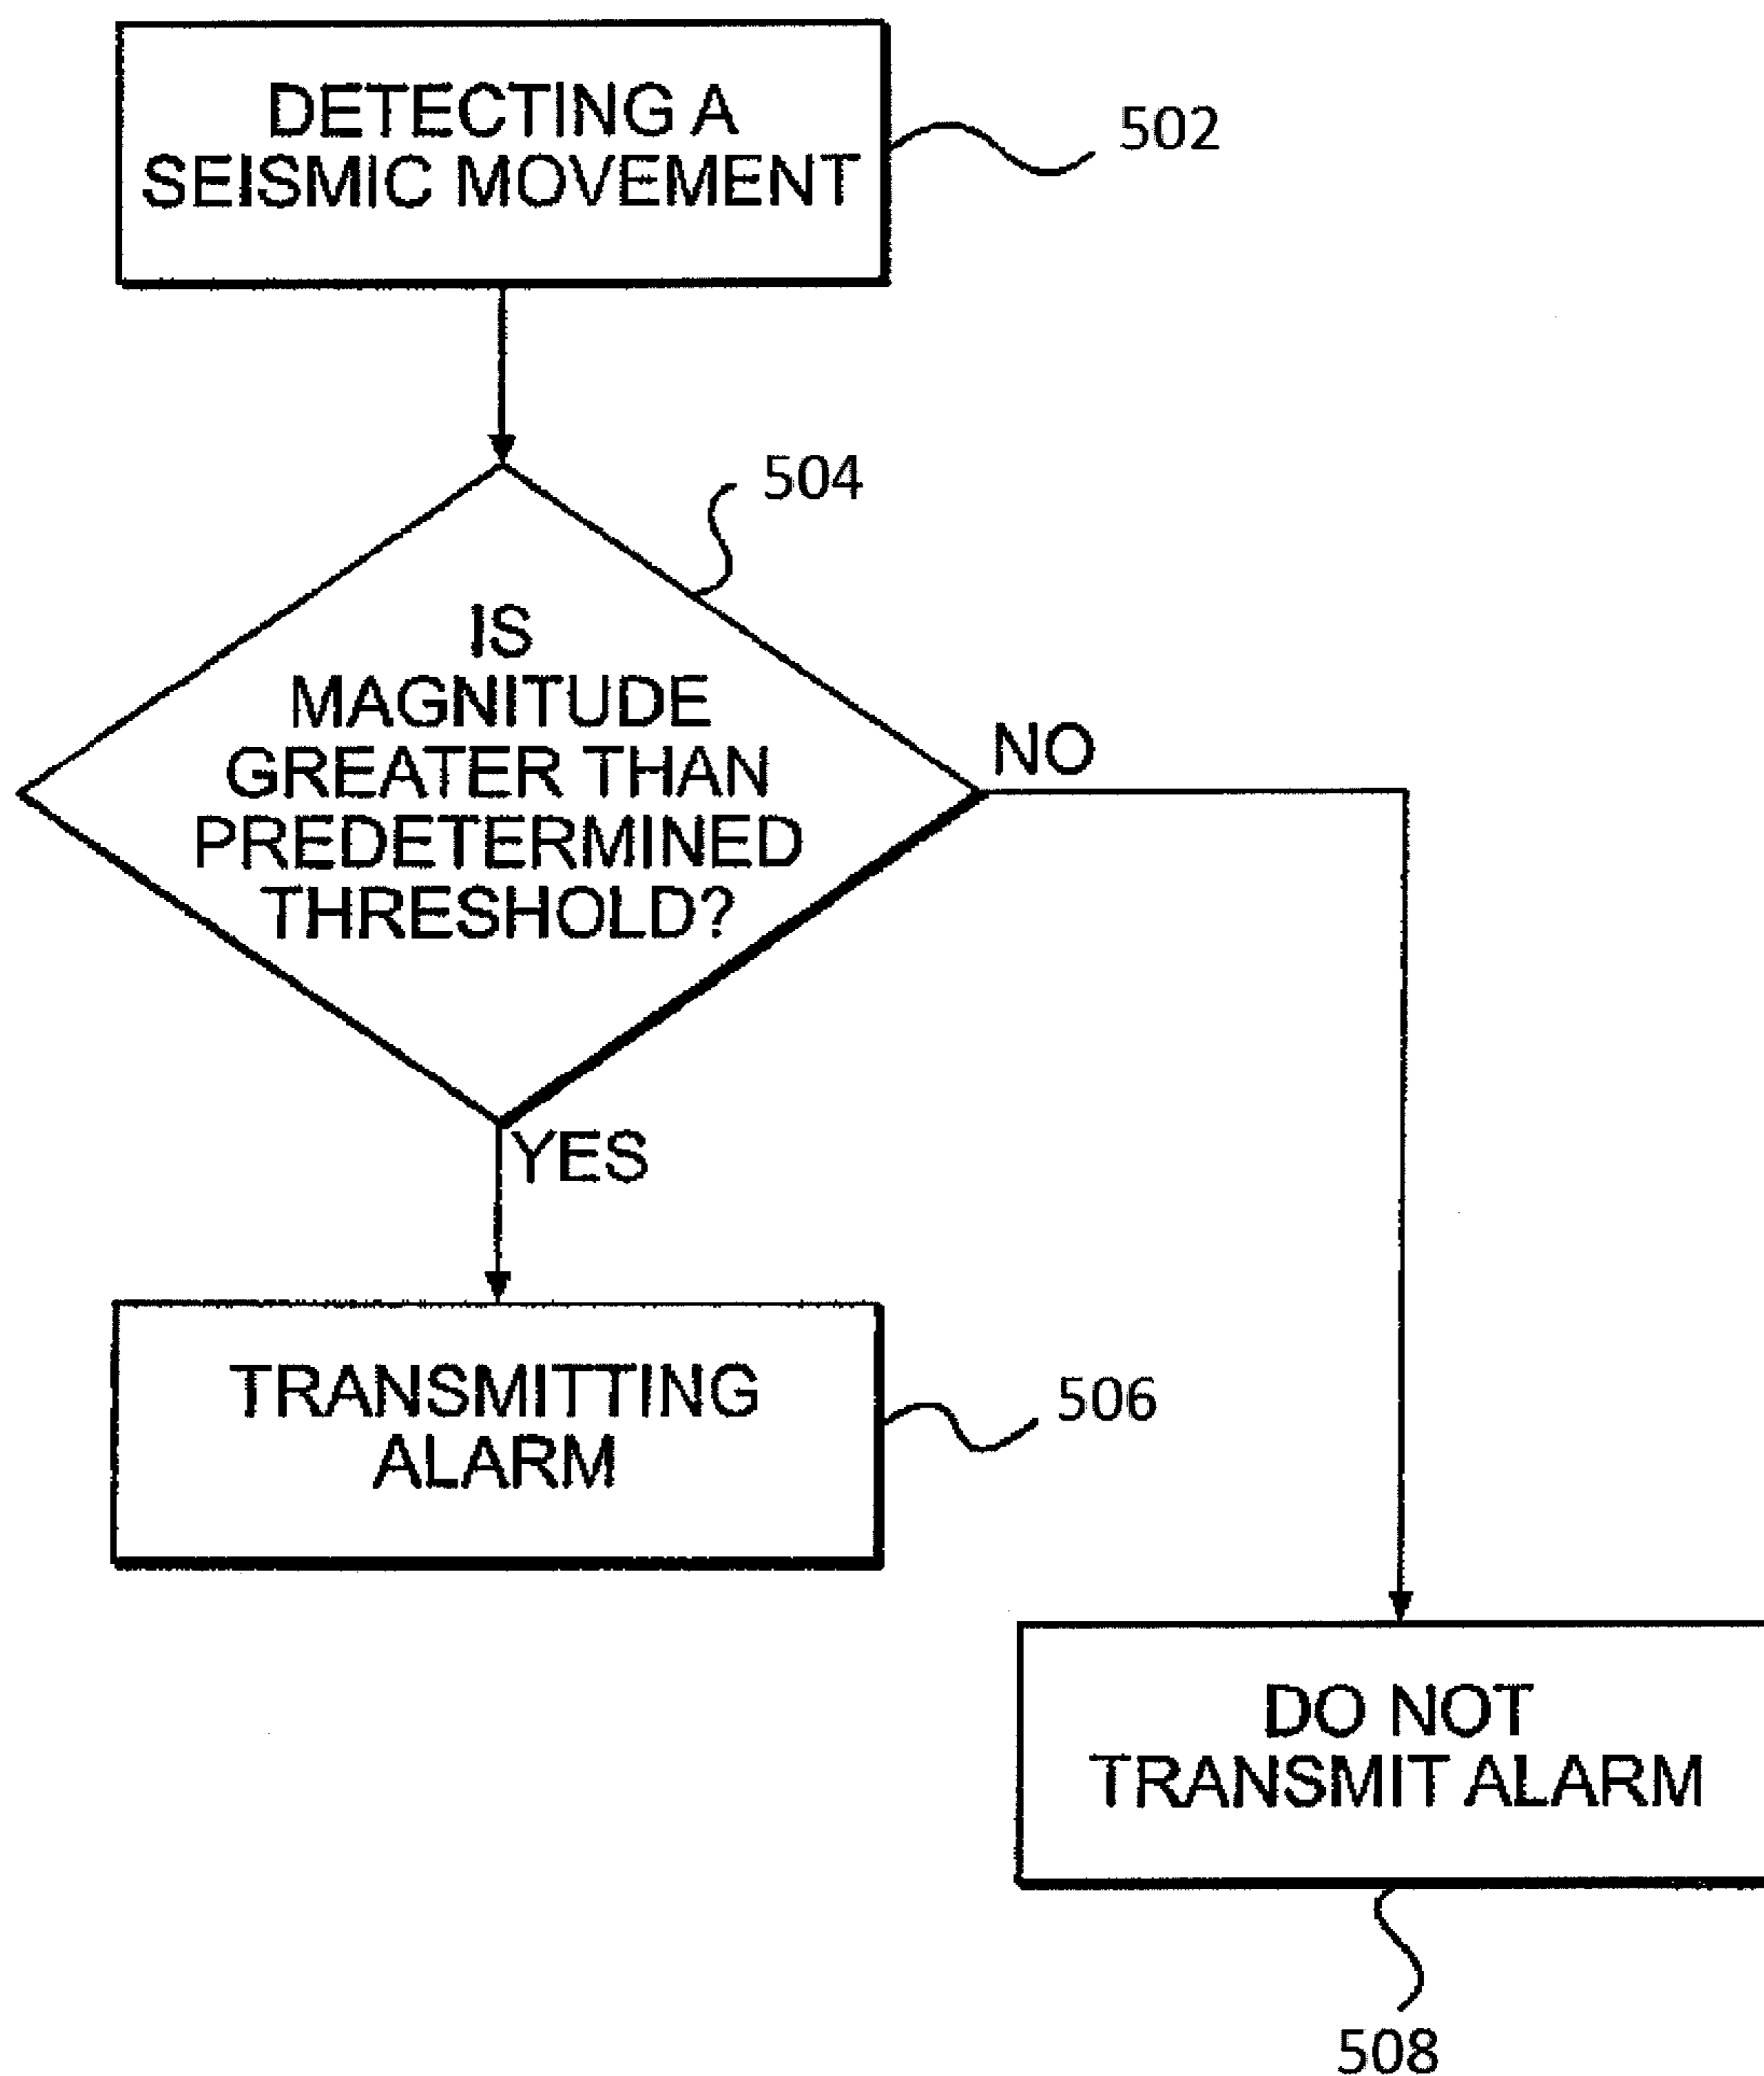 DETECTING A
SEISMIC MOVEMENT
502
504
IS
MAGNITUDE
GREATER THAN
PREDETERMINED
THRESHOLD?
NO
YES
TRANSMITTING
ALARM
506
DO NOT
TRANSMIT ALARM
508